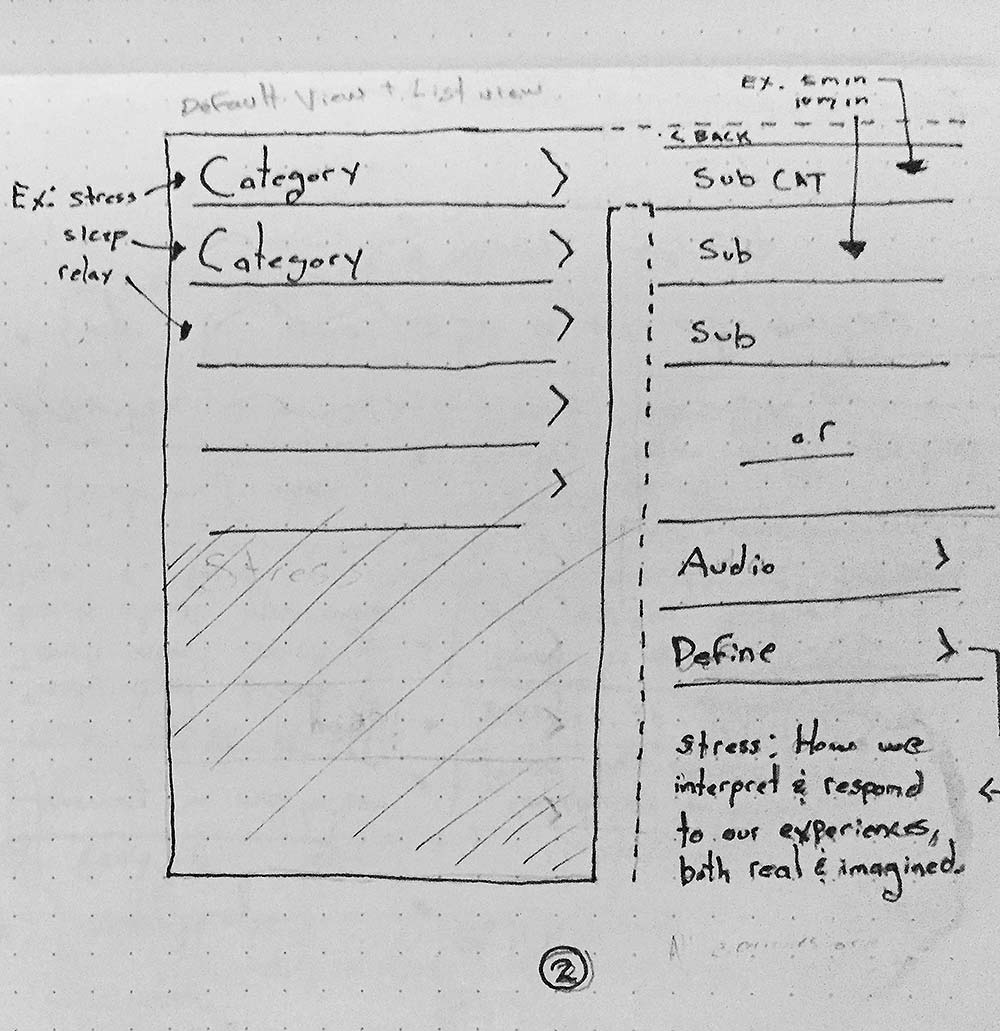 Default View + List view
Ex. 5min
10min
< BACK
Category >
Sub CAT
Ex: stress
sleep
relax
Category >
Sub
>
Sub
>
or
>
Stress
Audio >
Define >
stress: How we
interpret & respond
to our experiences,
both real & imagined.
2